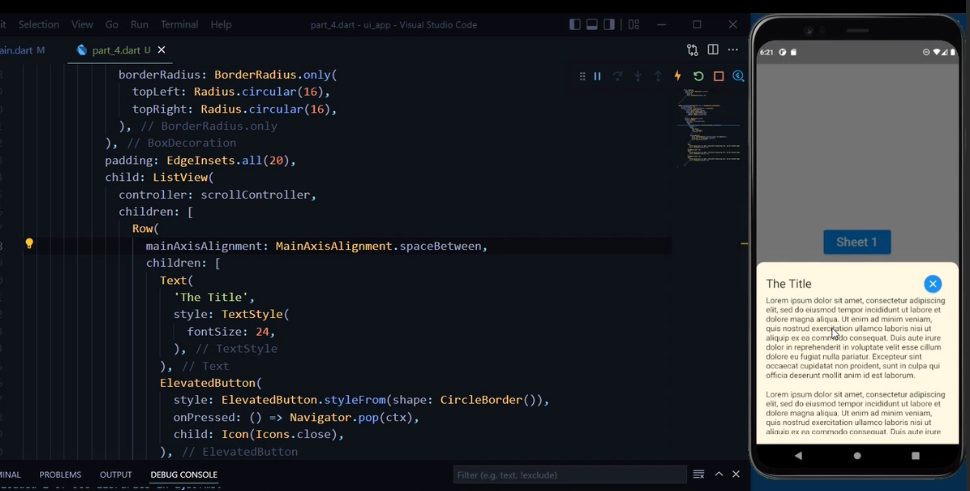 Selection View Go Run Terminal Help part_4.dart - ui_app - Visual Studio Code
ain.dart M part_4.dart U
borderRadius: BorderRadius.only(
topLeft: Radius.circular(16),
topRight: Radius.circular(16),
), // BorderRadius.only
), // BoxDecoration
padding: EdgeInsets.all(20),
child: ListView(
controller: scrollController,
children: [
Row(
mainAxisAlignment: MainAxisAlignment.spaceBetween,
children: [
Text(
'The Title',
style: TextStyle(
fontSize: 24,
), // TextStyle
), // Text
ElevatedButton(
style: ElevatedButton.styleFrom(shape: CircleBorder()),
onPressed: () => Navigator.pop(ctx),
child: Icon(Icons.close),
), // ElevatedButton
MINAL PROBLEMS OUTPUT DEBUG CONSOLE Filter (e.g. text, !exclude)
6:21
Sheet 1
The Title
Lorem ipsum dolor sit amet, consectetur adipiscing
elit, sed do eiusmod tempor incididunt ut labore et
dolore magna aliqua. Ut enim ad minim veniam,
quis nostrud exercitation ullamco laboris nisi ut
aliquip ex ea commodo consequat. Duis aute irure
dolor in reprehenderit in voluptate velit esse cillum
dolore eu fugiat nulla pariatur. Excepteur sint
occaecat cupidatat non proident, sunt in culpa qui
officia deserunt mollit anim id est laborum.
Lorem ipsum dolor sit amet, consectetur adipiscing
elit, sed do eiusmod tempor incididunt ut labore et
dolore magna aliqua. Ut enim ad minim veniam,
quis nostrud exercitation ullamco laboris nisi ut
aliquip ex ea commodo consequat. Duis aute irure